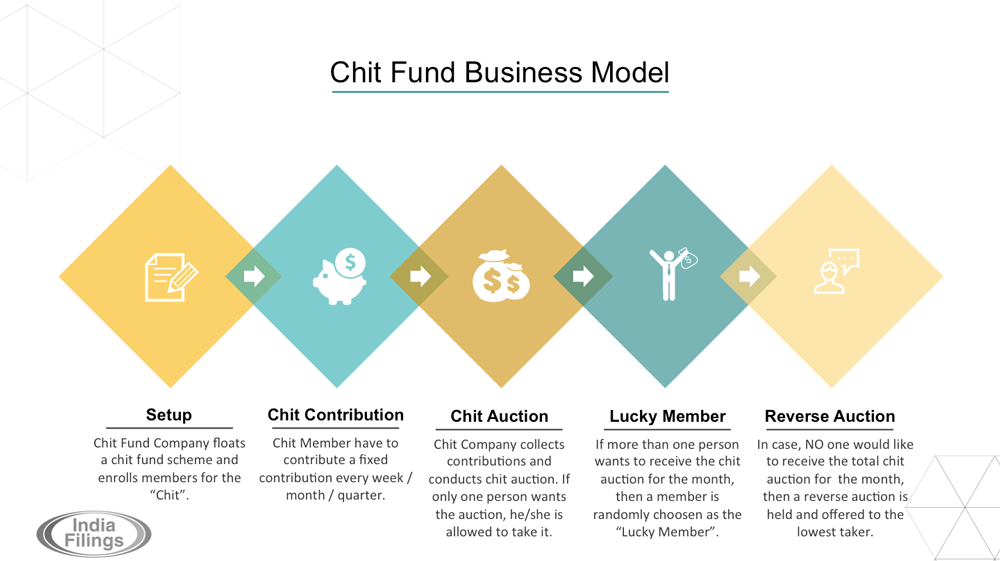 Chit Fund Business Model
Setup
Chit Fund Company floats
a chit fund scheme and
enrolls members for the
“Chit”.
Chit Contribution
Chit Member have to
contribute a fixed
contribution every week /
month / quarter.
Chit Auction
Chit Company collects
contributions and
conducts chit auction. If
only one person wants
the auction, he/she is
allowed to take it.
Lucky Member
If more than one person
wants to receive the chit
auction for the month,
then a member is
randomly choosen as the
“Lucky Member”.
Reverse Auction
In case, NO one would like
to receive the total chit
auction for  the month,
then a reverse auction is
held and offered to the
lowest taker.
India
Filings